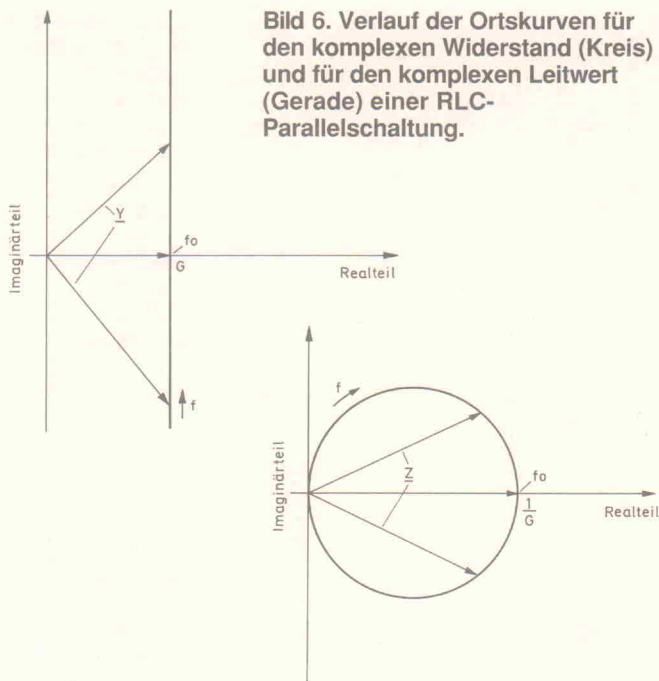 Bild 6. Verlauf der Ortskurven für
den komplexen Widerstand (Kreis)
und für den komplexen Leitwert
(Gerade) einer RLC-
Parallelschaltung.
Imaginärteil
Y
fo
G
Realteil
f
f
Imaginärteil
Z
fo
1
G
Realteil